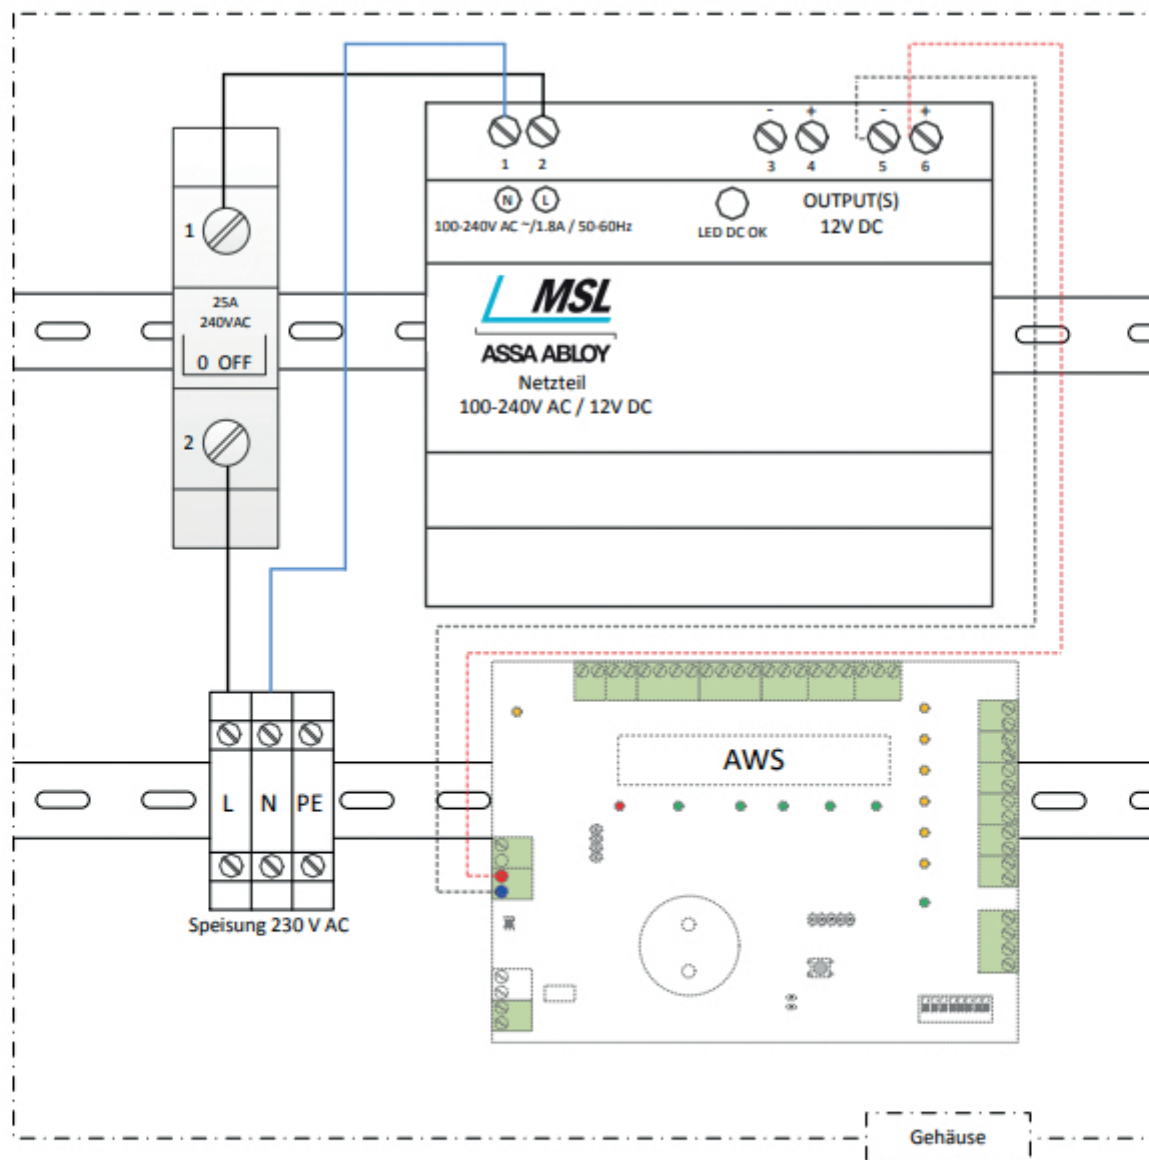 - + - +
1 2 3 4 5 6
N L
100-240V AC ~/1.8A / 50-60Hz
LED DC OK
OUTPUT(S)
12V DC
1
25A
240VAC
0 OFF
2
MSL
ASSA ABLOY
Netzteil
100-240V AC / 12V DC
AWS
L N PE
Speisung 230 V AC
Gehäuse